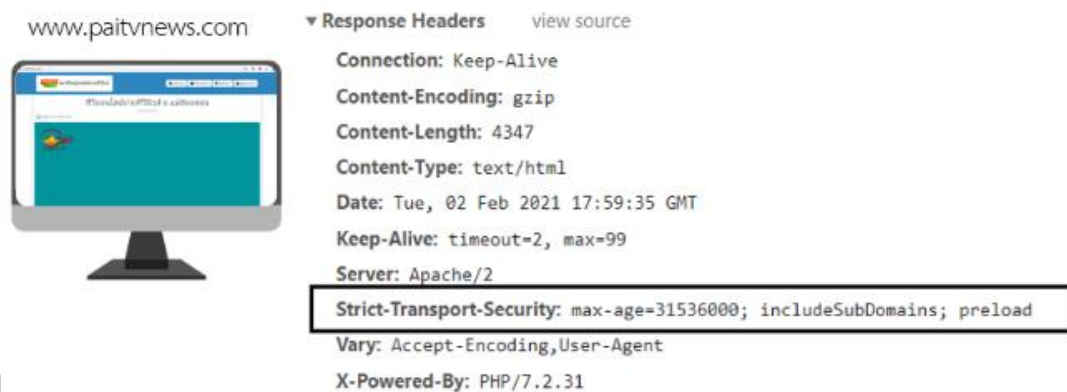 www.paitvnews.com
▼ Response Headers view source
Connection: Keep-Alive
Content-Encoding: gzip
Content-Length: 4347
Content-Type: text/html
Date: Tue, 02 Feb 2021 17:59:35 GMT
Keep-Alive: timeout=2, max=99
Server: Apache/2
Strict-Transport-Security: max-age=31536000; includeSubDomains; preload
Vary: Accept-Encoding,User-Agent
X-Powered-By: PHP/7.2.31